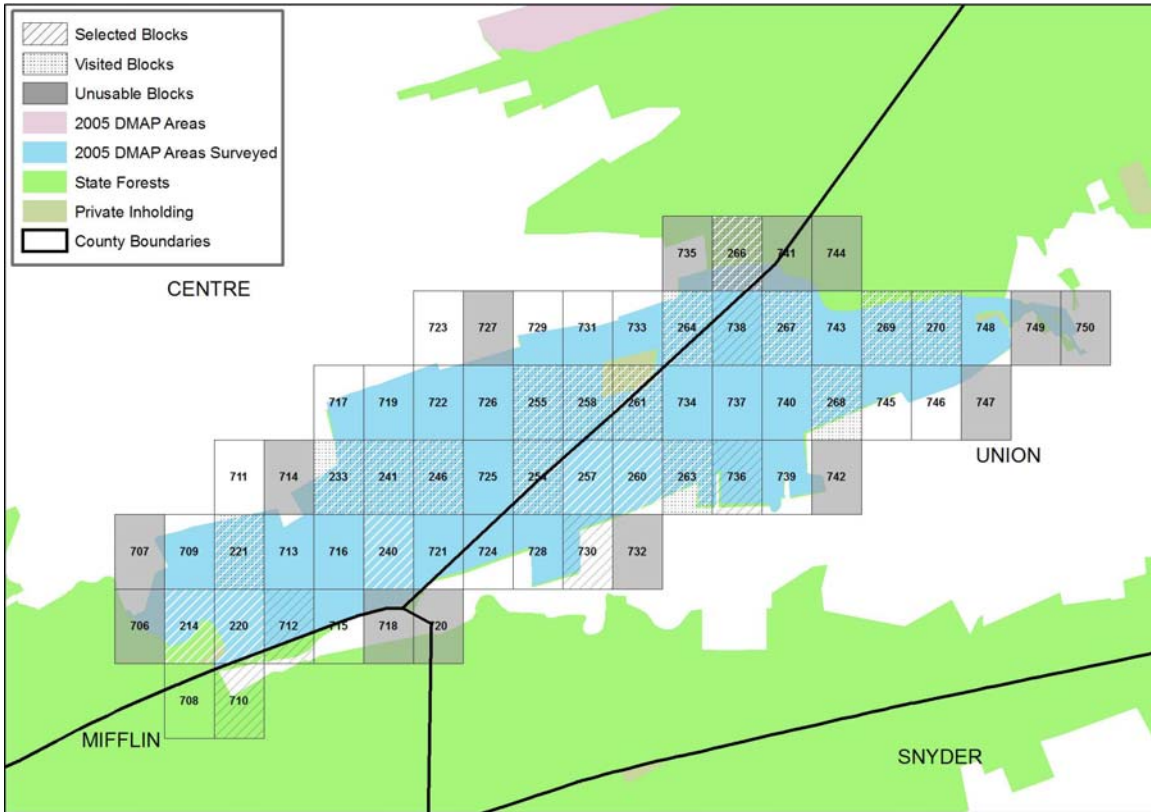 Selected Blocks
Visited Blocks
Unusable Blocks
2005 DMAP Areas
2005 DMAP Areas Surveyed
State Forests
Private Inholding
County Boundaries
CENTRE
735 266 741 744
723 727 729 731 733 264 738 267 743 269 270 748 749 750
717 719 722 726 255 258 261 734 737 740 268 745 746 747
UNION
711 714 233 241 246 725 254 257 260 263 736 739 742
707 709 221 713 716 240 721 724 728 730 732
706 214 220 712 715 718 720
708 710
MIFFLIN
SNYDER